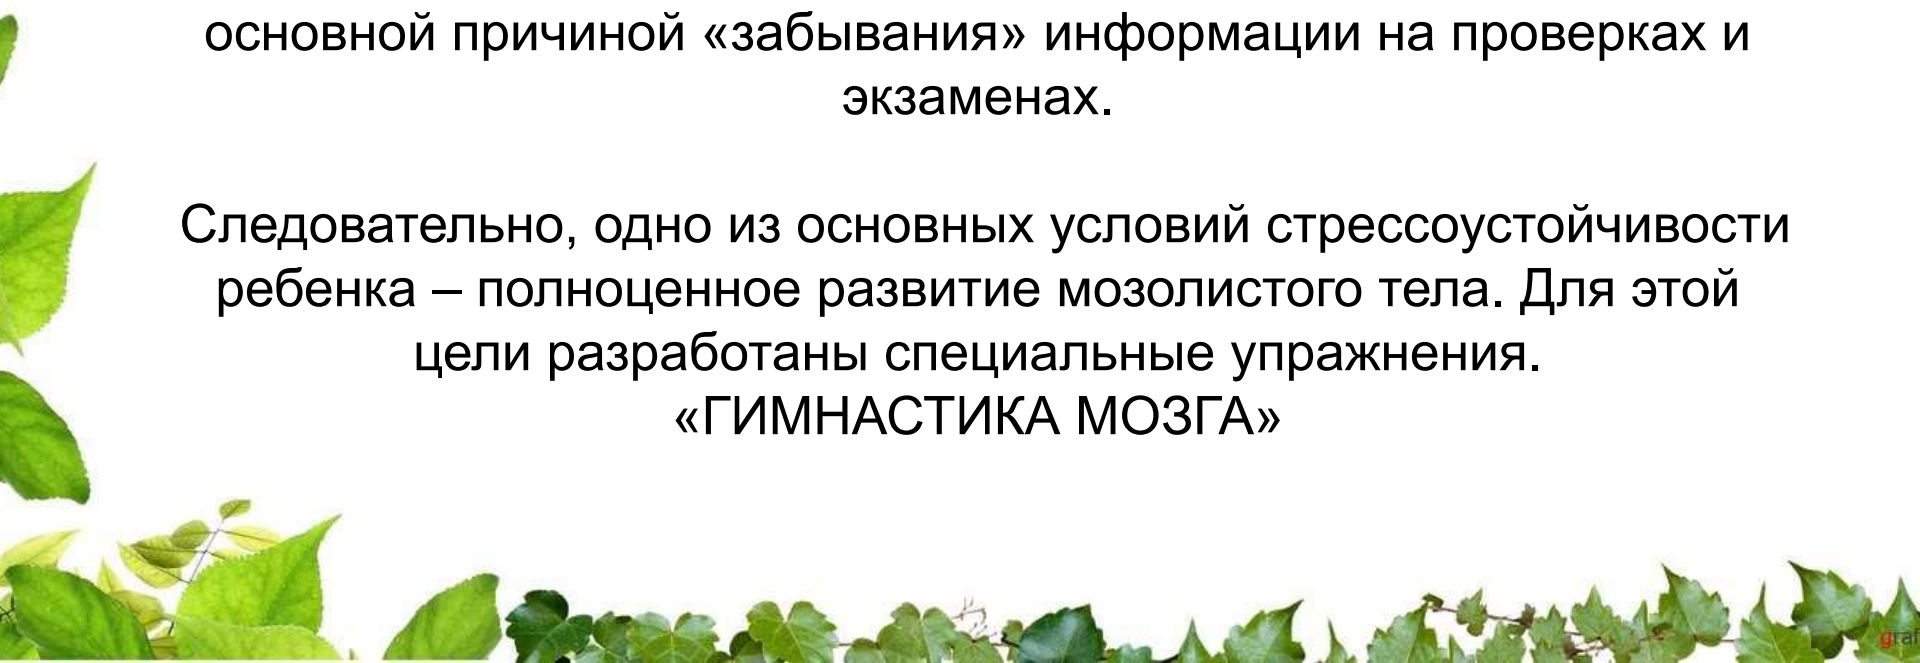 основной причиной «забывания» информации на проверках и
экзаменах.
Следовательно, одно из основных условий стрессоустойчивости
ребенка – полноценное развитие мозолистого тела. Для этой
цели разработаны специальные упражнения.
«ГИМНАСТИКА МОЗГА»